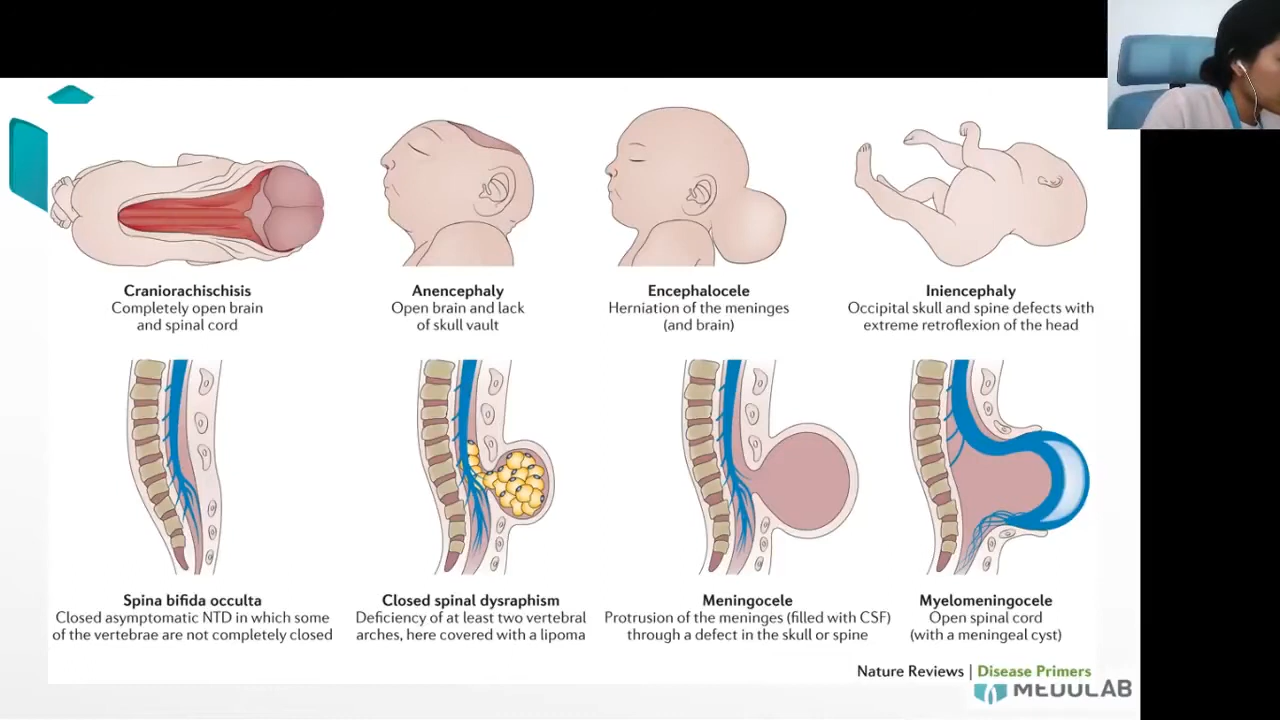 Craniorachischisis
Completely open brain
and spinal cord
Anencephaly
Open brain and lack
of skull vault
Encephalocele
Herniation of the meninges
(and brain)
Iniencephaly
Occipital skull and spine defects with
extreme retroflexion of the head
Spina bifida occulta
Closed asymptomatic NTD in which some
of the vertebrae are not completely closed
Closed spinal dysraphism
Deficiency of at least two vertebral
arches, here covered with a lipoma
Meningocele
Protrusion of the meninges (filled with CSF)
through a defect in the skull or spine
Myelomeningocele
Open spinal cord
(with a meningeal cyst)
Nature Reviews | Disease Primers
MEDULAB